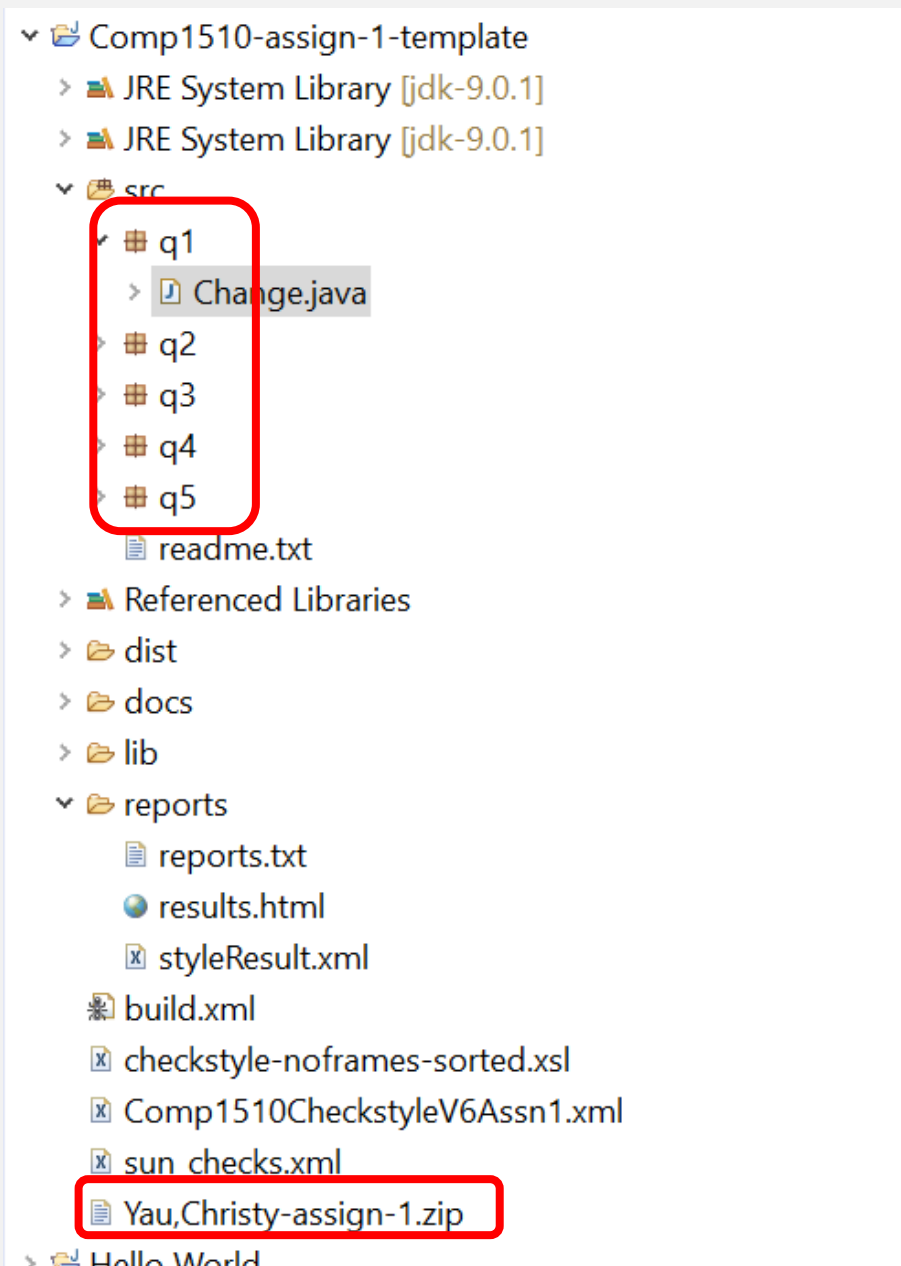 Comp1510-assign-1-template
JRE System Library [jdk-9.0.1]
JRE System Library [jdk-9.0.1]
src
q1
Change.java
q2
q3
q4
q5
readme.txt
Referenced Libraries
dist
docs
lib
reports
reports.txt
results.html
styleResult.xml
build.xml
checkstyle-noframes-sorted.xsl
Comp1510CheckstyleV6Assn1.xml
sun_checks.xml
Yau,Christy-assign-1.zip
Hello World